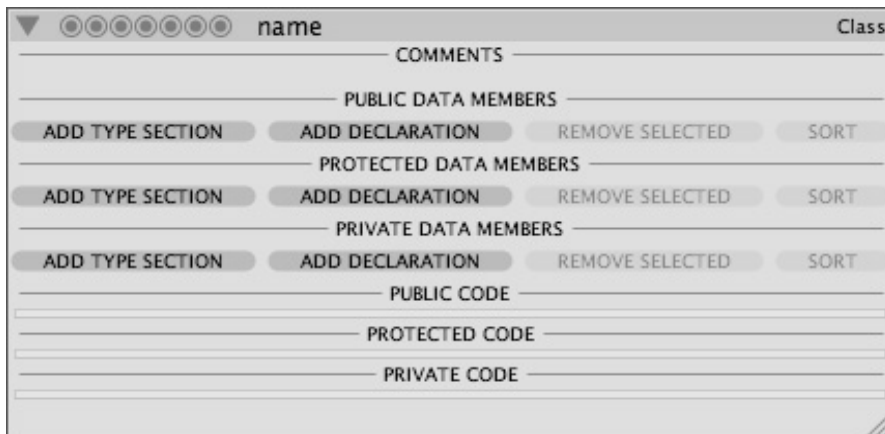 name Class
COMMENTS
PUBLIC DATA MEMBERS
ADD TYPE SECTION ADD DECLARATION REMOVE SELECTED SORT
PROTECTED DATA MEMBERS
ADD TYPE SECTION ADD DECLARATION REMOVE SELECTED SORT
PRIVATE DATA MEMBERS
ADD TYPE SECTION ADD DECLARATION REMOVE SELECTED SORT
PUBLIC CODE
PROTECTED CODE
PRIVATE CODE